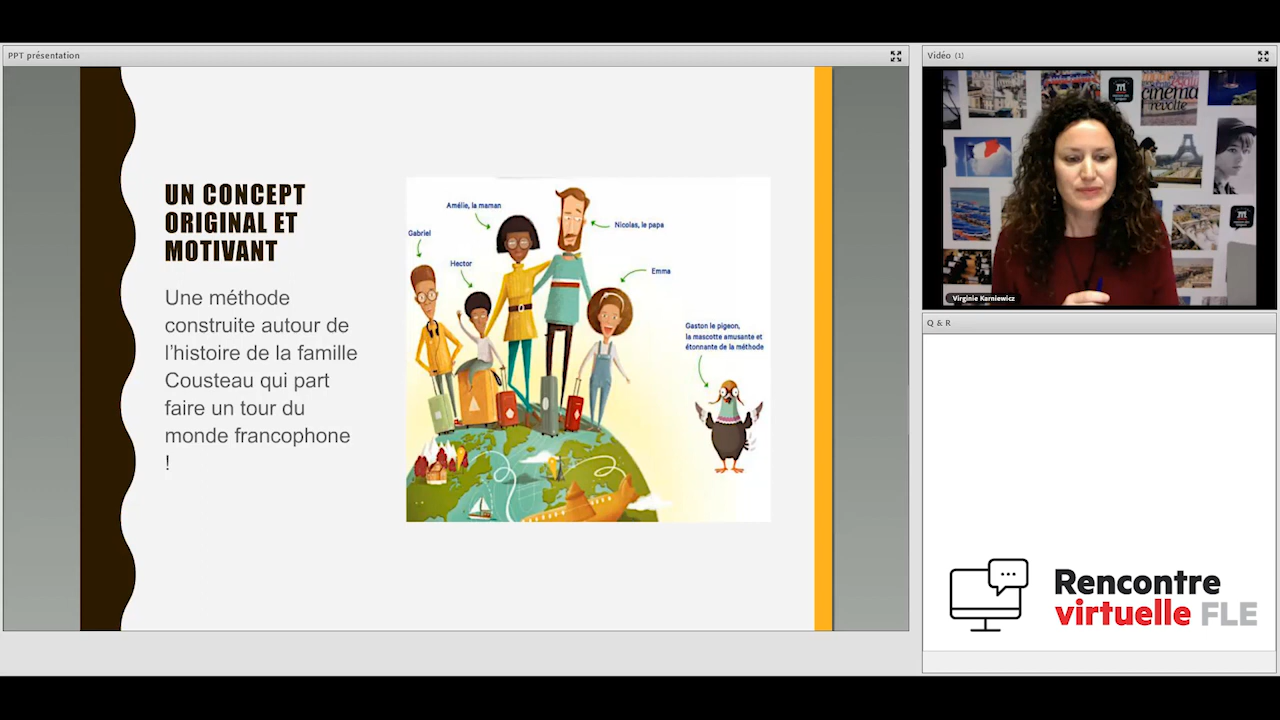 PPT présentation
UN CONCEPT
ORIGINAL ET
MOTIVANT
Une méthode
construite autour de
l'histoire de la famille
Cousteau qui part
faire un tour du
monde francophone
!
Amélie, la maman
Nicolas, le papa
Gabriel
Hector
Emma
Gaston le pigeon,
la mascotte amusante et
étonnante de la méthode
Vidéo (1)
cinéma
révolte
Virginie Karniewicz
Q & R
Rencontre
virtuelle FLE